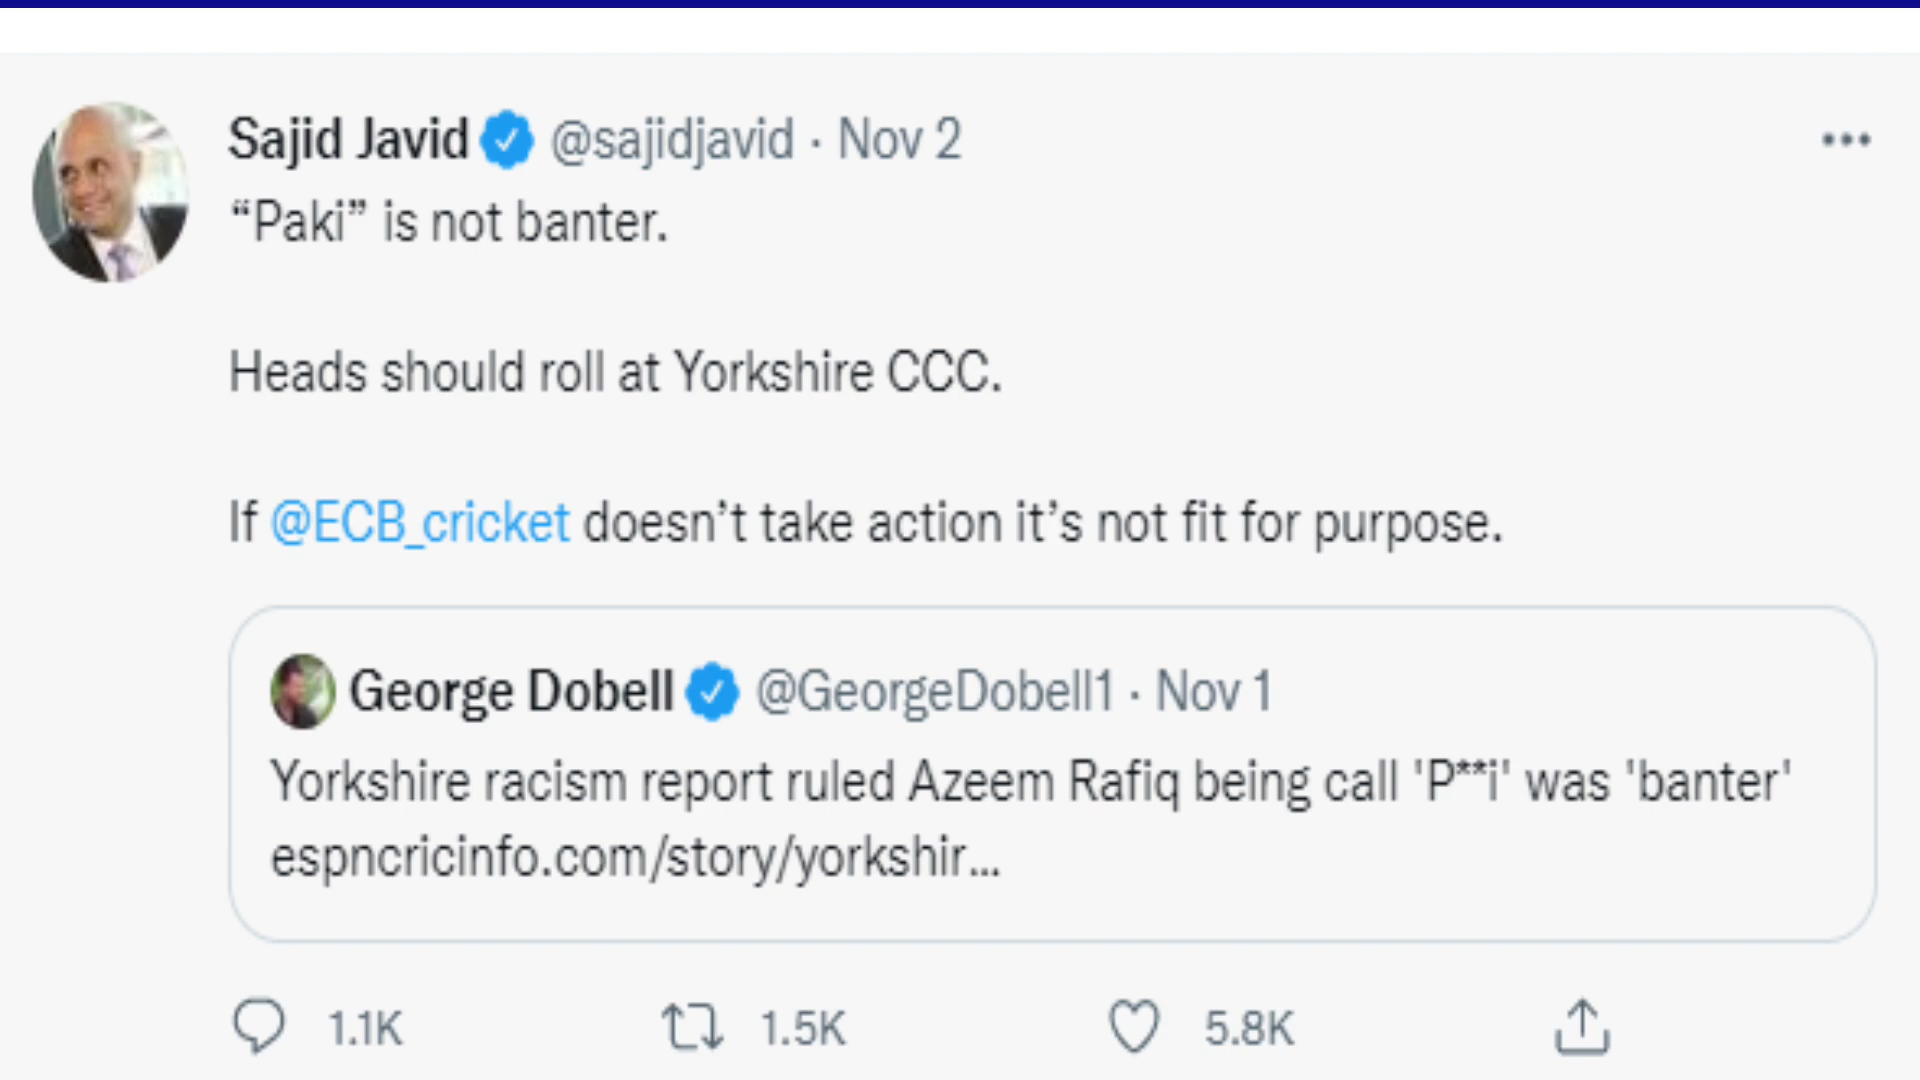 Sajid Javid @sajidjavid · Nov 2
“Paki” is not banter.
Heads should roll at Yorkshire CCC.
If @ECB_cricket doesn’t take action it’s not fit for purpose.
George Dobell @GeorgeDobell1 · Nov 1
Yorkshire racism report ruled Azeem Rafiq being call 'P**i' was 'banter'
espncricinfo.com/story/yorkshir...
1.1K 1.5K 5.8K